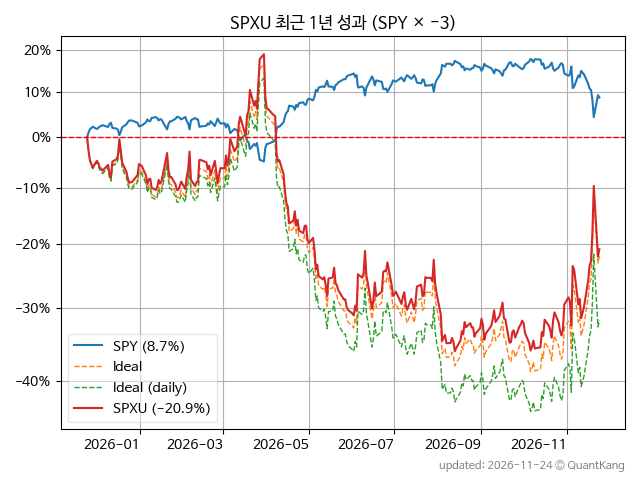 SPXU 최근 1년 성과 (SPY × −3)
20%
10%
0%
−10%
−20%
−30%
−40%
SPY (8.7%)
Ideal
Ideal (daily)
SPXU (−20.9%)
2026-01
2026-03
2026-05
2026-07
2026-09
2026-11
updated: 2026-11-24 © QuantKang